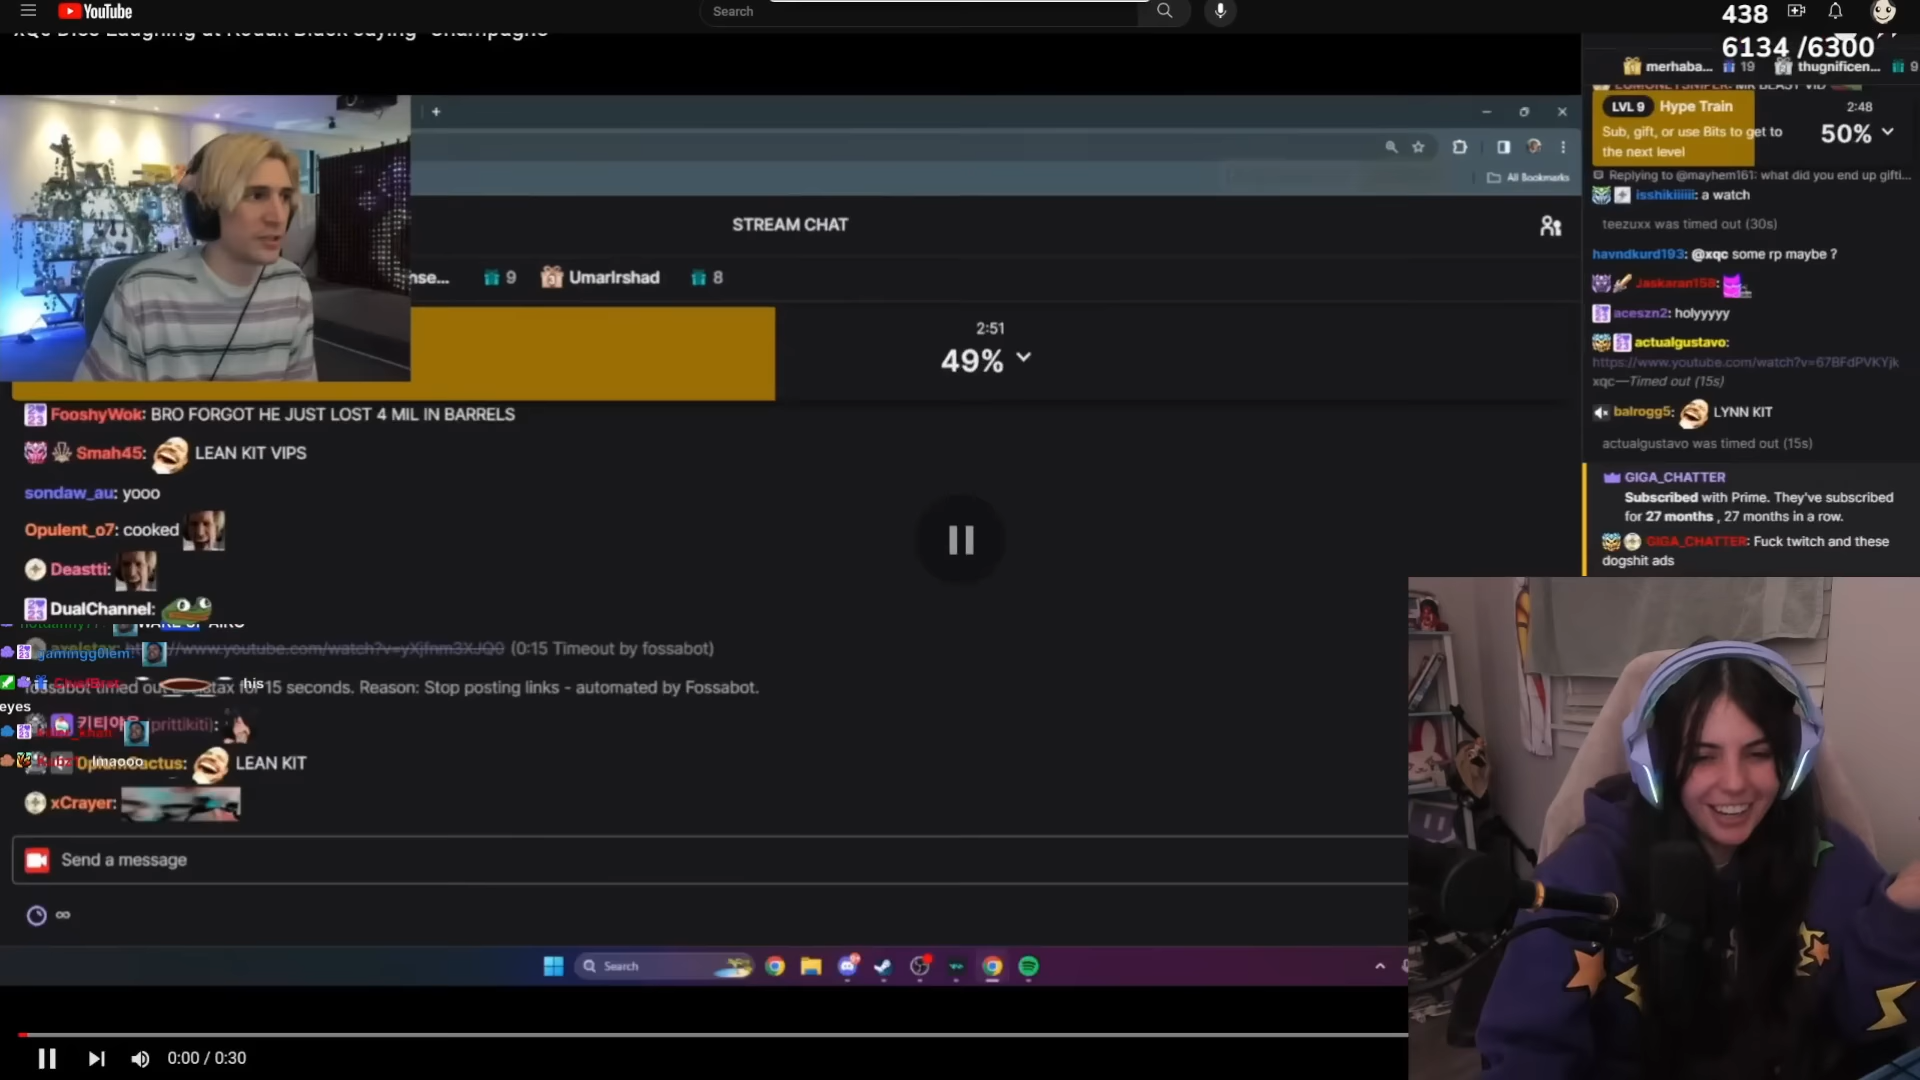 YouTube
Search
438
6134 /6300
merhaba... 19 thugnificen... 9
LVL 9 Hype Train
2:48
Sub, gift, or use Bits to get to
the next level
50%
Replying to @mayhem161: what did you end up gifti...
isshikiiiiii: a watch
teezuxx was timed out (30s)
havndkurd193: @xqc some rp maybe ?
Jaskaran158:
aceszn2: holyyyyy
actualgustavo:
https://www.youtube.com/watch?v=67BFdPVKYjk
xqc—Timed out (15s)
balrogg5: LYNN KIT
actualgustavo was timed out (15s)
GIGA_CHATTER
Subscribed with Prime. They've subscribed
for 27 months , 27 months in a row.
GIGA_CHATTER: Fuck twitch and these
dogshit ads
All Bookmarks
STREAM CHAT
nse... 9 UmarIrshad 8
2:51
49%
FooshyWok: BRO FORGOT HE JUST LOST 4 MIL IN BARRELS
Smah45: LEAN KIT VIPS
sondaw_au: yooo
Opulent_o7: cooked
Deastti:
DualChannel:
//www.youtube.com/watch?v=yXjfnm3XJQ0 (0:15 Timeout by fossabot)
fossabot timed out
for 15 seconds. Reason: Stop posting links - automated by Fossabot.
his
eyes
(prittikiti):
lmaooo
LEAN KIT
xCrayer:
Send a message
∞
Search
0:00 / 0:30